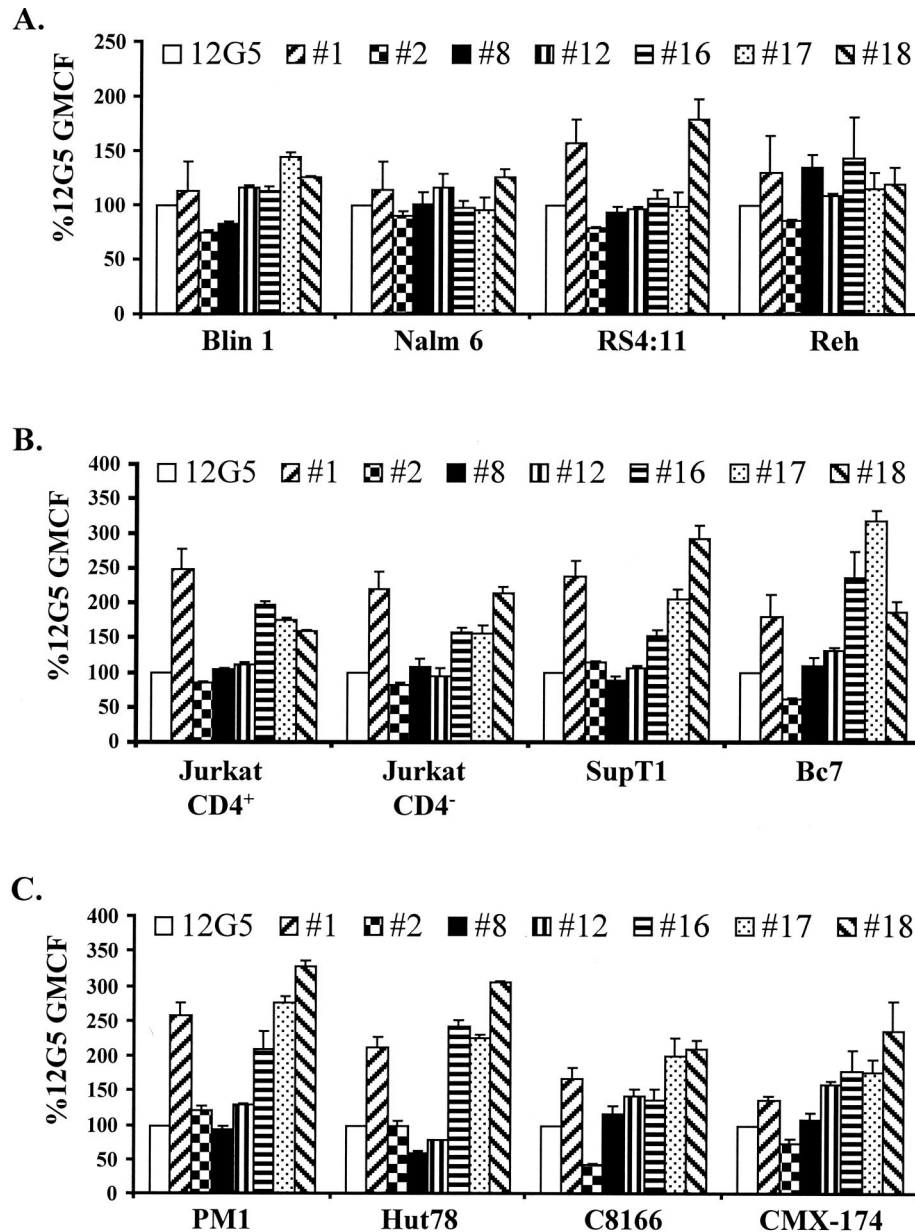 A.
%12G5 GMCF
250
200
150
100
50
0
12G5 #1 #2 #8 #12 #16 #17 #18
Blin 1 Nalm 6 RS4:11 Reh
B.
%12G5 GMCF
400
350
300
250
200
150
100
50
0
12G5 #1 #2 #8 #12 #16 #17 #18
Jurkat CD4⁺ Jurkat CD4⁻ SupT1 Bc7
C.
%12G5 GMCF
400
350
300
250
200
150
100
50
0
12G5 #1 #2 #8 #12 #16 #17 #18
PM1 Hut78 C8166 CMX-174